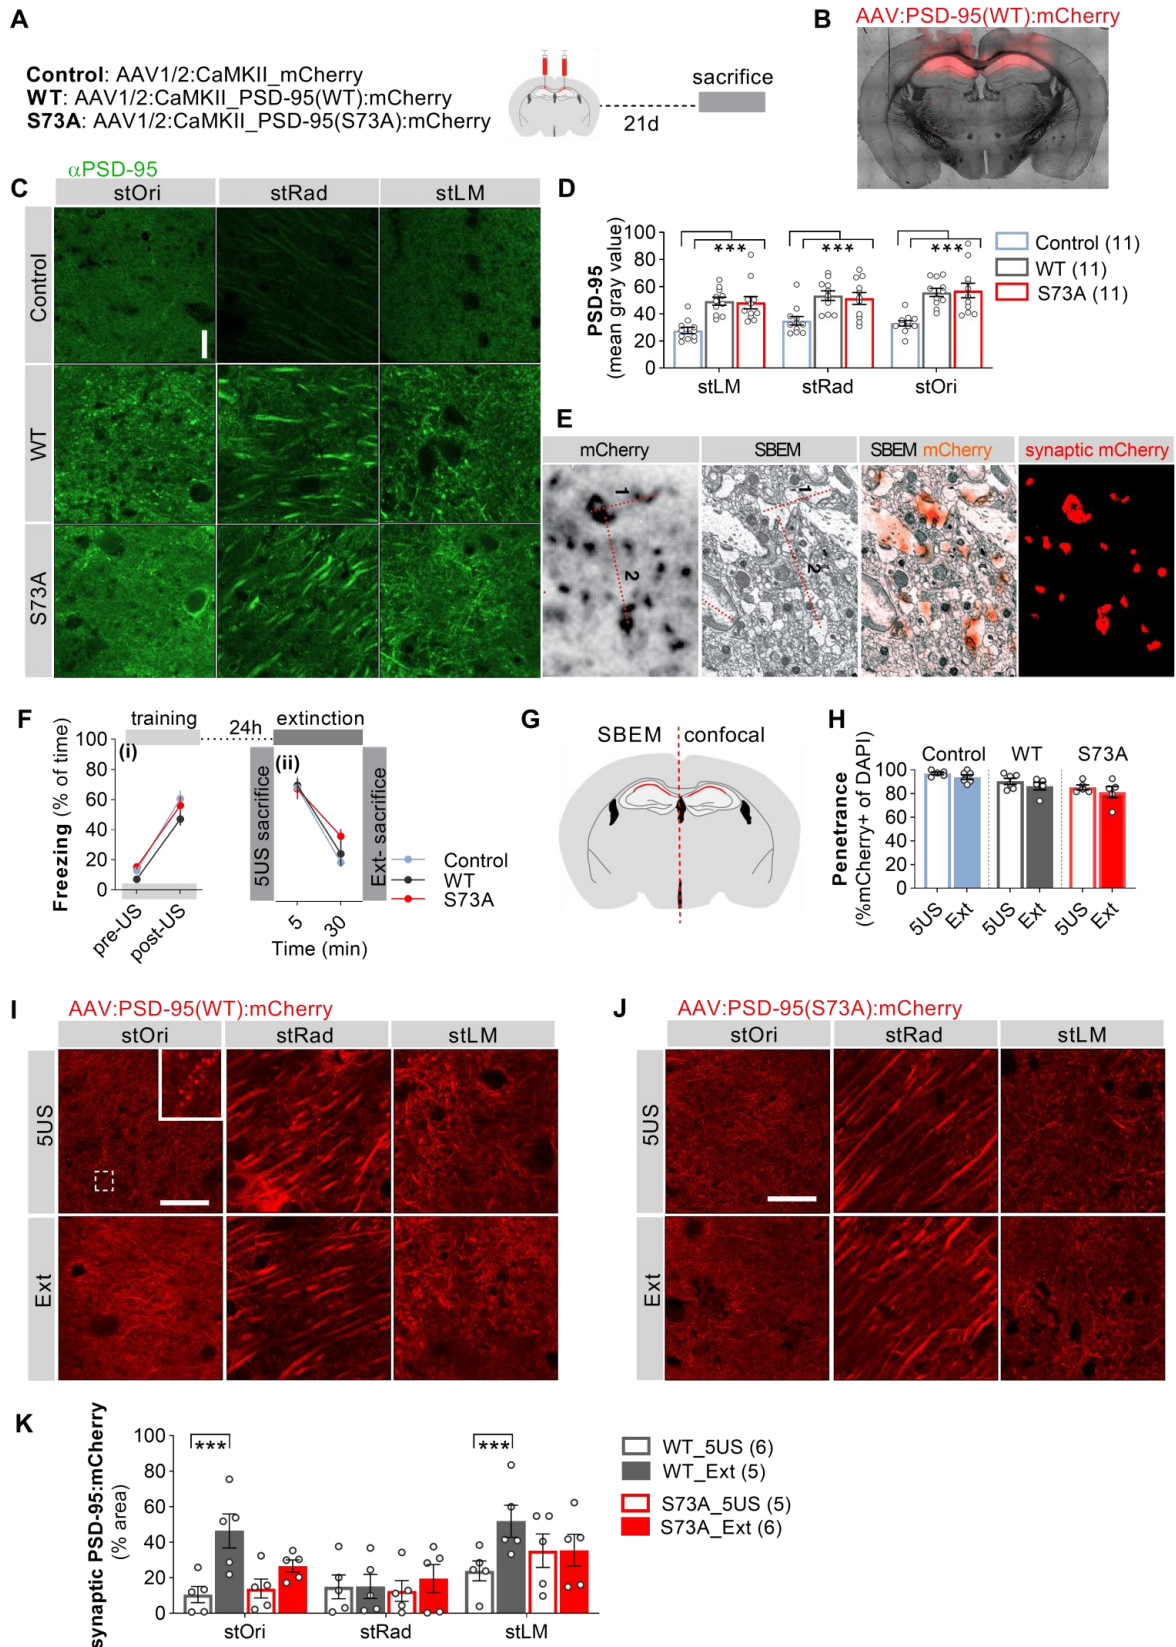 A
Control: AAV1/2:CaMKII_mCherry
WT: AAV1/2:CaMKII_PSD-95(WT):mCherry
S73A: AAV1/2:CaMKII_PSD-95(S73A):mCherry
21d
sacrifice
B
AAV:PSD-95(WT):mCherry
C
αPSD-95
stOri
stRad
stLM
Control
WT
S73A
D
PSD-95
(mean gray value)
100
80
60
40
20
0
***
***
***
stLM
stRad
stOri
Control (11)
WT (11)
S73A (11)
E
mCherry
SBEM
SBEM mCherry
synaptic mCherry
1
2
1
2
F
training
24h
extinction
Freezing (% of time)
100
80
60
40
20
0
(i)
(ii)
5US sacrifice
Ext- sacrifice
pre-US
post-US
5
30
Time (min)
Control
WT
S73A
G
SBEM
confocal
H
Penetrance
(%mCherry+ of DAPI)
100
80
60
40
20
0
Control
WT
S73A
5US
Ext
5US
Ext
5US
Ext
I
AAV:PSD-95(WT):mCherry
stOri
stRad
stLM
5US
Ext
J
AAV:PSD-95(S73A):mCherry
stOri
stRad
stLM
5US
Ext
K
synaptic PSD-95:mCherry
(% area)
100
80
60
40
20
0
***
***
stOri
stRad
stLM
WT_5US (6)
WT_Ext (5)
S73A_5US (5)
S73A_Ext (6)